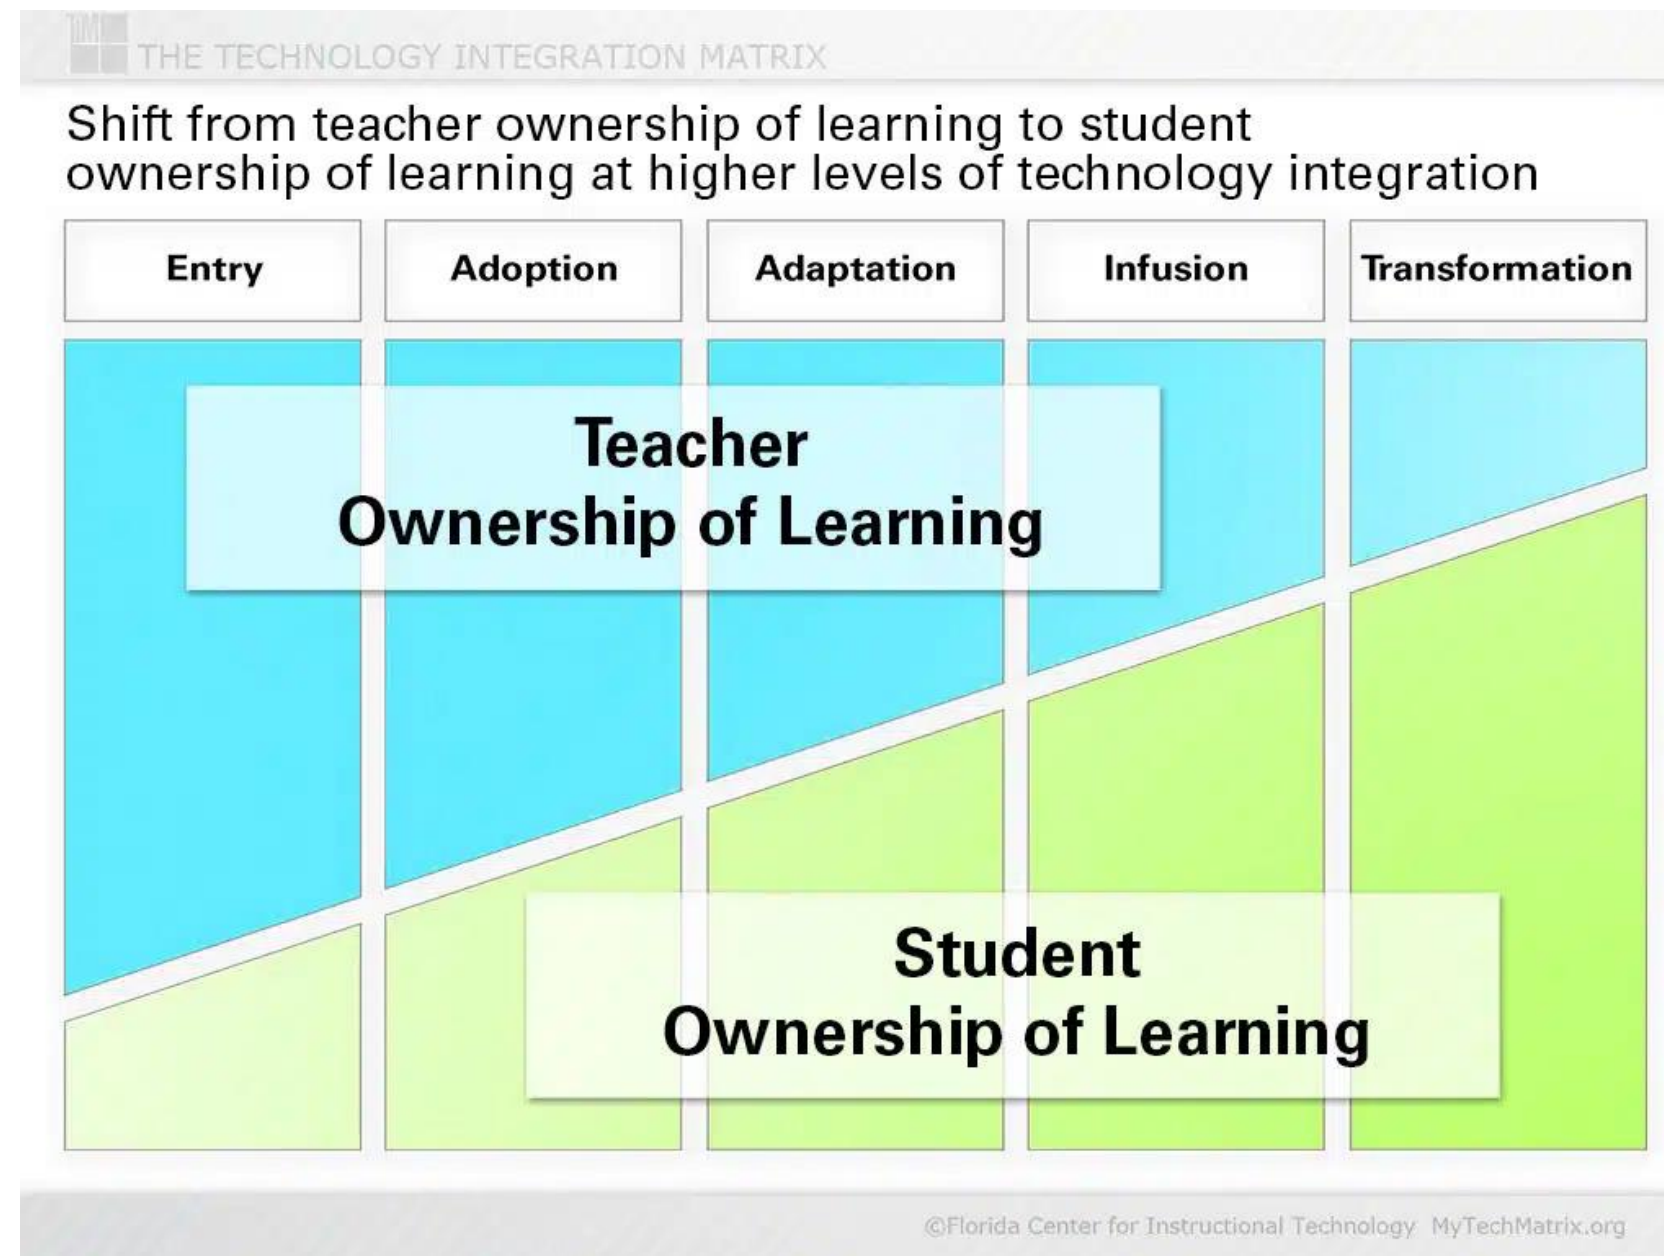 TIM
THE TECHNOLOGY INTEGRATION MATRIX
Shift from teacher ownership of learning to student
ownership of learning at higher levels of technology integration
Entry
Adoption
Adaptation
Infusion
Transformation
Teacher
Ownership of Learning
Student
Ownership of Learning
©Florida Center for Instructional Technology MyTechMatrix.org